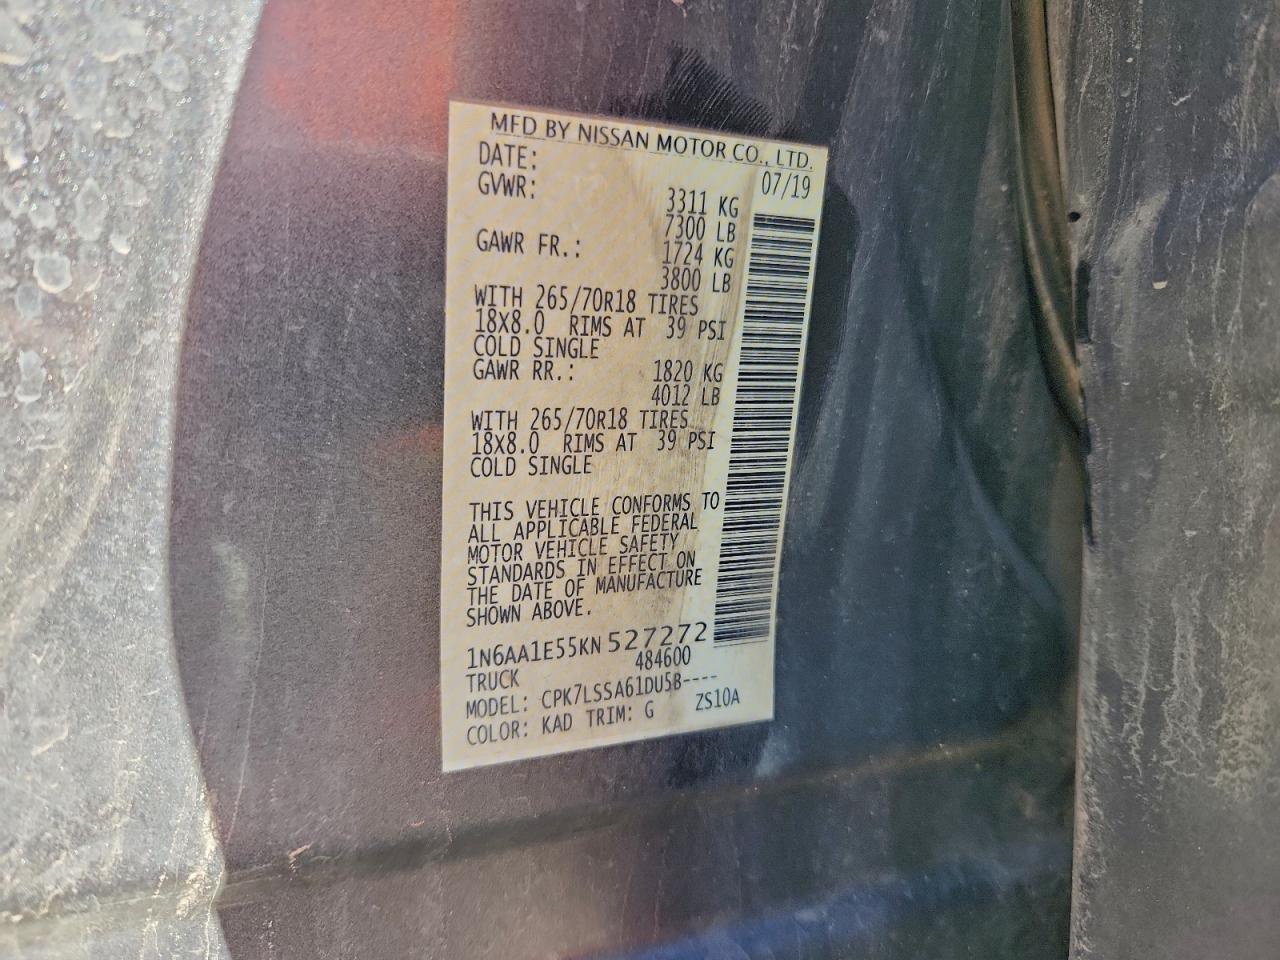 MFD BY NISSAN MOTOR CO., LTD.
DATE: 07/19
GVWR: 3311 KG
7300 LB
GAWR FR.: 1724 KG
3800 LB
WITH 265/70R18 TIRES
18X8.0 RIMS AT 39 PSI
COLD SINGLE
GAWR RR.: 1820 KG
4012 LB
WITH 265/70R18 TIRES
18X8.0 RIMS AT 39 PSI
COLD SINGLE
THIS VEHICLE CONFORMS TO
ALL APPLICABLE FEDERAL
MOTOR VEHICLE SAFETY
STANDARDS IN EFFECT ON
THE DATE OF MANUFACTURE
SHOWN ABOVE.
1N6AA1E55KN527272
TRUCK 484600
MODEL: CPK7LSSA61DU5B----
COLOR: KAD TRIM: G ZS10A